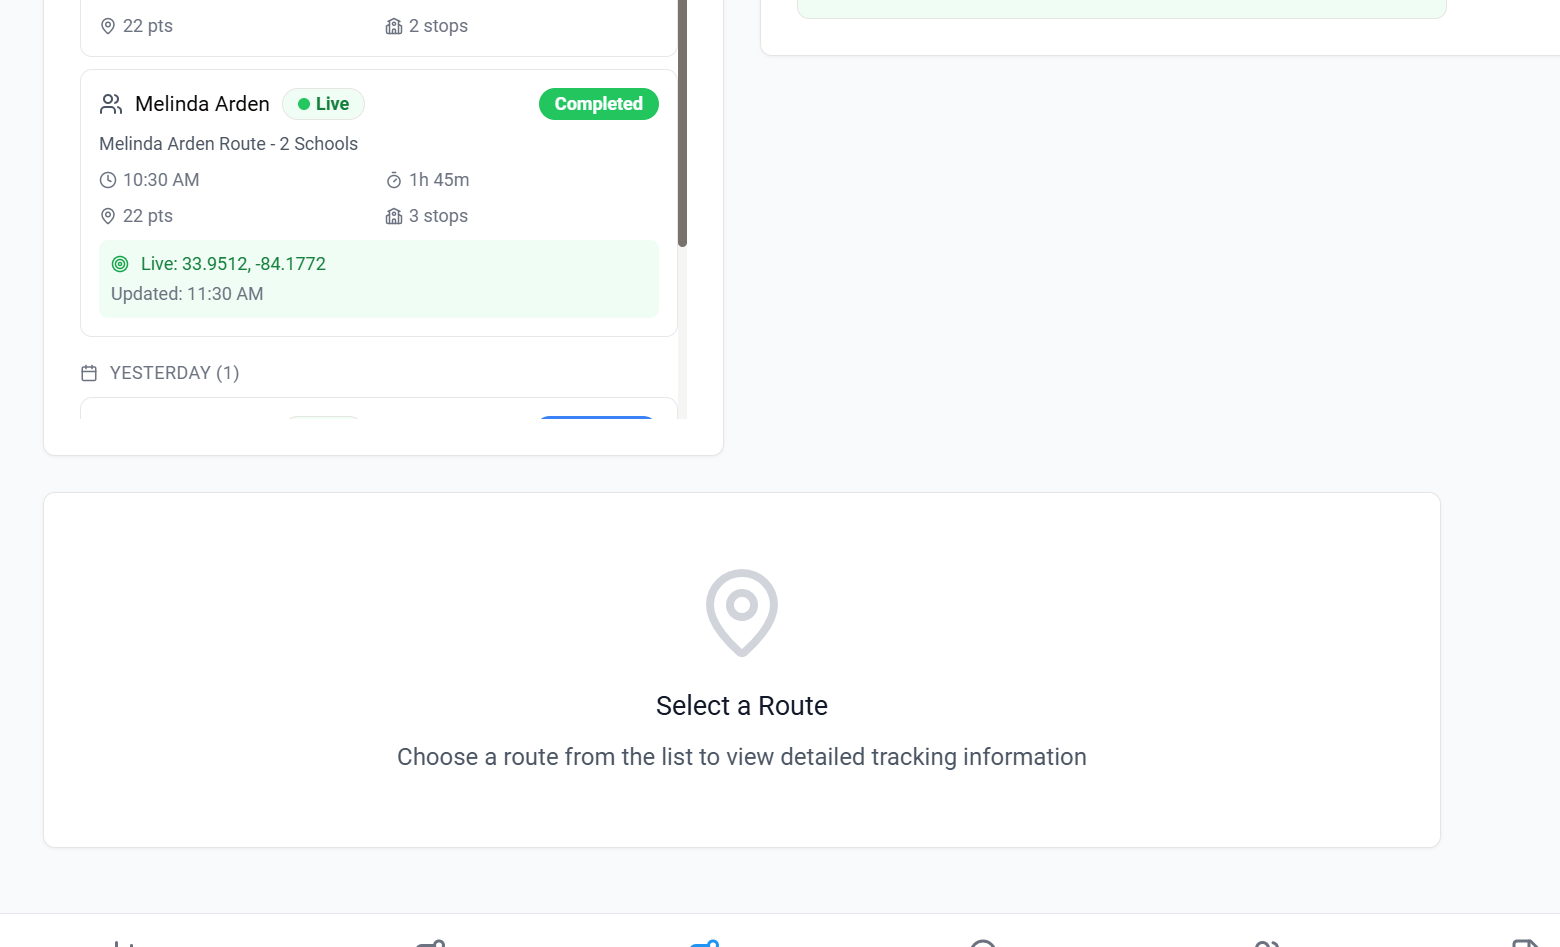 22 pts
2 stops
Melinda Arden
Live
Completed
Melinda Arden Route - 2 Schools
10:30 AM
1h 45m
22 pts
3 stops
Live: 33.9512, -84.1772
Updated: 11:30 AM
YESTERDAY (1)
Select a Route
Choose a route from the list to view detailed tracking information